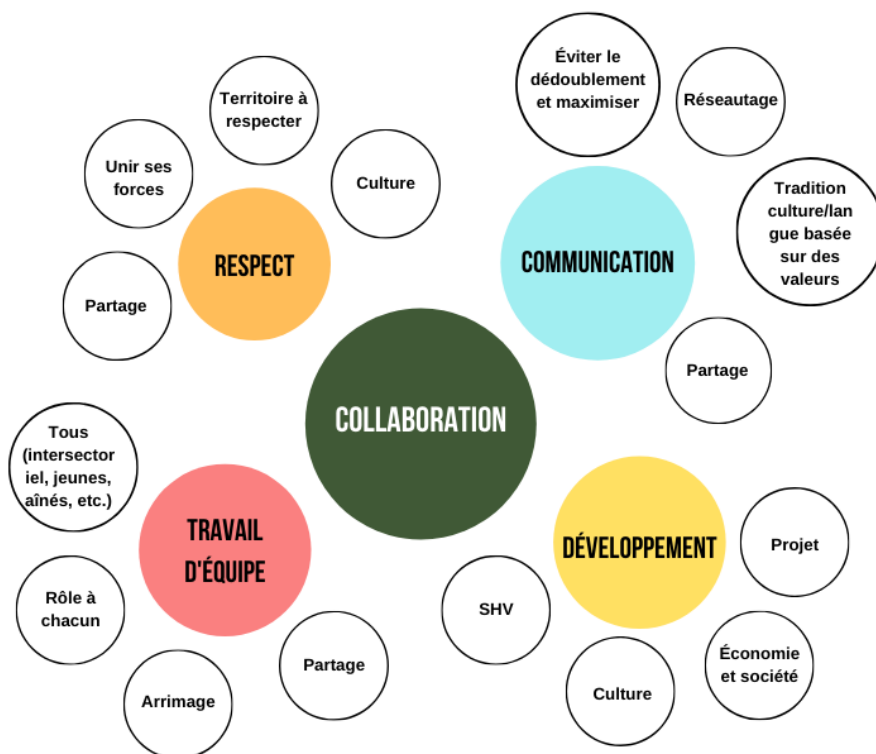 Territoire à
respecter
Unir ses
forces
Culture
RESPECT
Partage
Éviter le
dédoublement
et maximiser
Réseautage
Tradition
culture/lan
gue basée
sur des
valeurs
COMMUNICATION
Partage
COLLABORATION
Tous
(intersector
iel, jeunes,
aînés, etc.)
TRAVAIL
D'ÉQUIPE
Rôle à
chacun
Arrimage
Partage
DÉVELOPPEMENT
Projet
SHV
Économie
et société
Culture